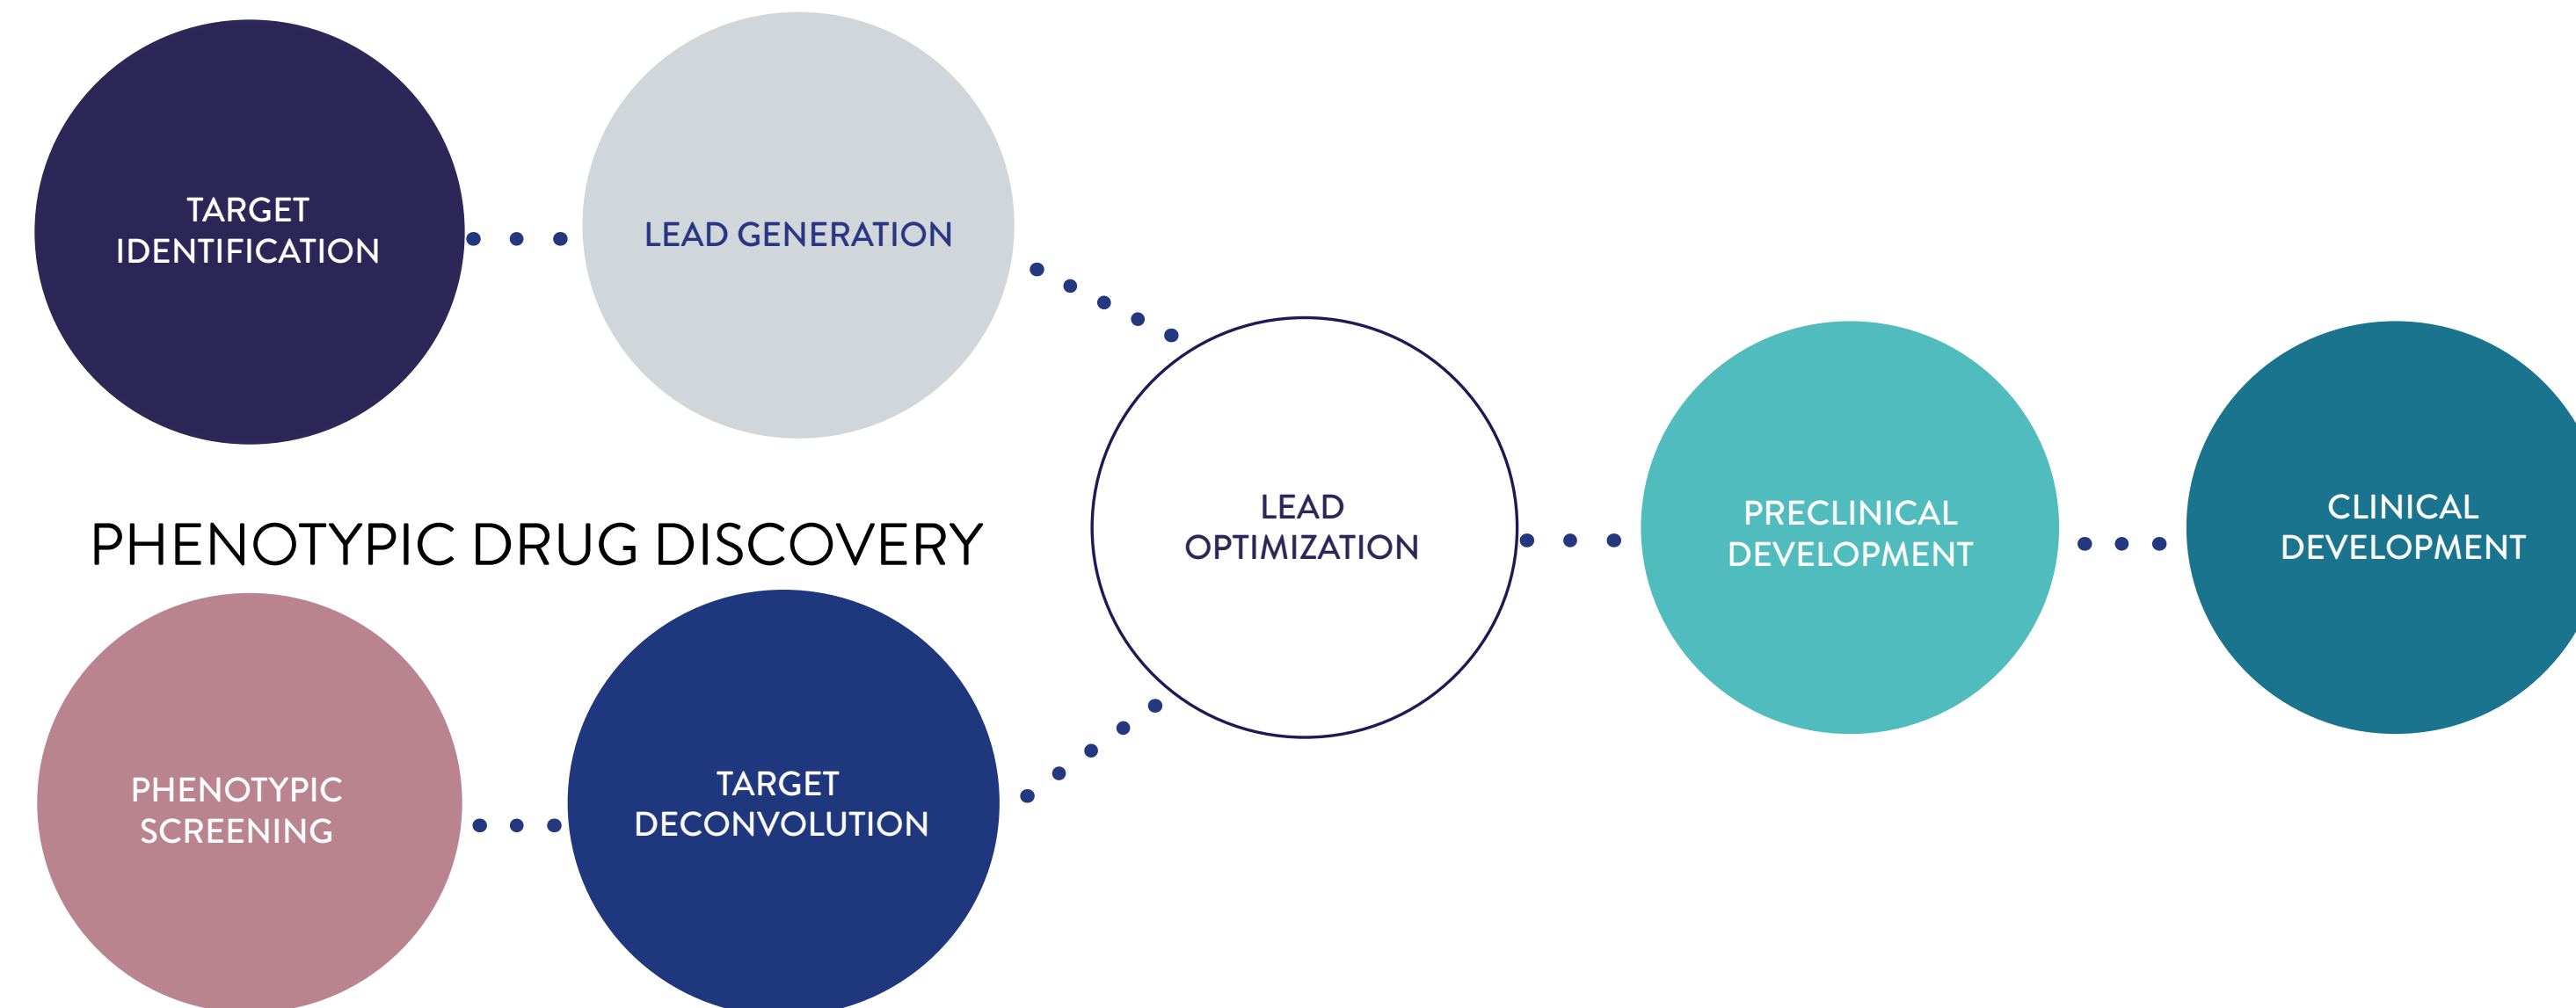 TARGET
IDENTIFICATION
LEAD GENERATION
PHENOTYPIC DRUG DISCOVERY
PHENOTYPIC
SCREENING
TARGET
DECONVOLUTION
LEAD
OPTIMIZATION
PRECLINICAL
DEVELOPMENT
CLINICAL
DEVELOPMENT